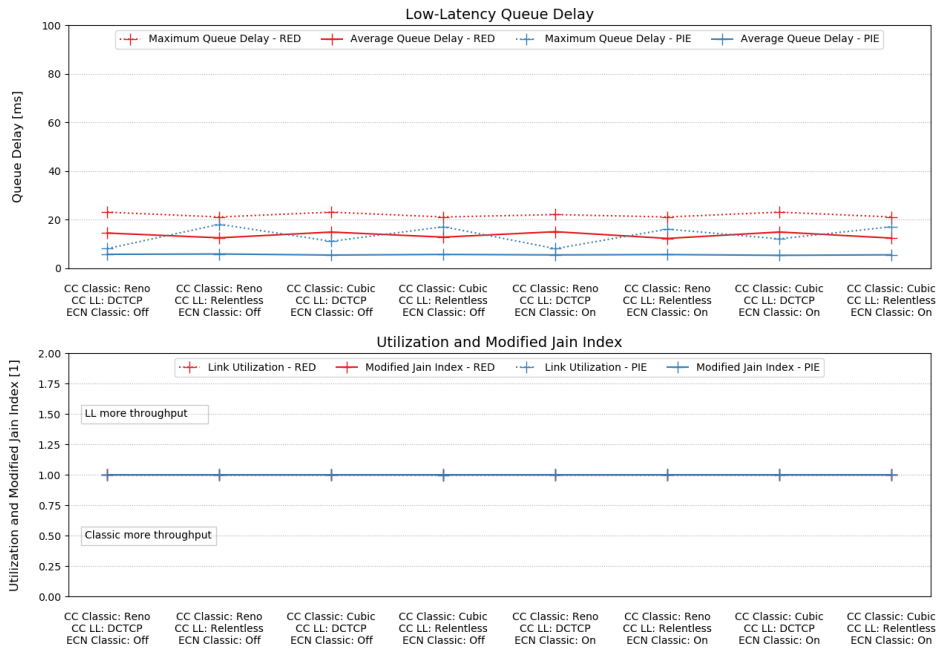 Low-Latency Queue Delay
100
80
60
40
20
0
Queue Delay [ms]
Maximum Queue Delay - RED
Average Queue Delay - RED
Maximum Queue Delay - PIE
Average Queue Delay - PIE
CC Classic: Reno
CC LL: DCTCP
ECN Classic: Off
CC Classic: Reno
CC LL: Relentless
ECN Classic: Off
CC Classic: Cubic
CC LL: DCTCP
ECN Classic: Off
CC Classic: Cubic
CC LL: Relentless
ECN Classic: Off
CC Classic: Reno
CC LL: DCTCP
ECN Classic: On
CC Classic: Reno
CC LL: Relentless
ECN Classic: On
CC Classic: Cubic
CC LL: DCTCP
ECN Classic: On
CC Classic: Cubic
CC LL: Relentless
ECN Classic: On
Utilization and Modified Jain Index
2.00
1.75
1.50
1.25
1.00
0.75
0.50
0.25
0.00
Utilization and Modified Jain Index [1]
Link Utilization - RED
Modified Jain Index - RED
Link Utilization - PIE
Modified Jain Index - PIE
LL more throughput
Classic more throughput
CC Classic: Reno
CC LL: DCTCP
ECN Classic: Off
CC Classic: Reno
CC LL: Relentless
ECN Classic: Off
CC Classic: Cubic
CC LL: DCTCP
ECN Classic: Off
CC Classic: Cubic
CC LL: Relentless
ECN Classic: Off
CC Classic: Reno
CC LL: DCTCP
ECN Classic: On
CC Classic: Reno
CC LL: Relentless
ECN Classic: On
CC Classic: Cubic
CC LL: DCTCP
ECN Classic: On
CC Classic: Cubic
CC LL: Relentless
ECN Classic: On